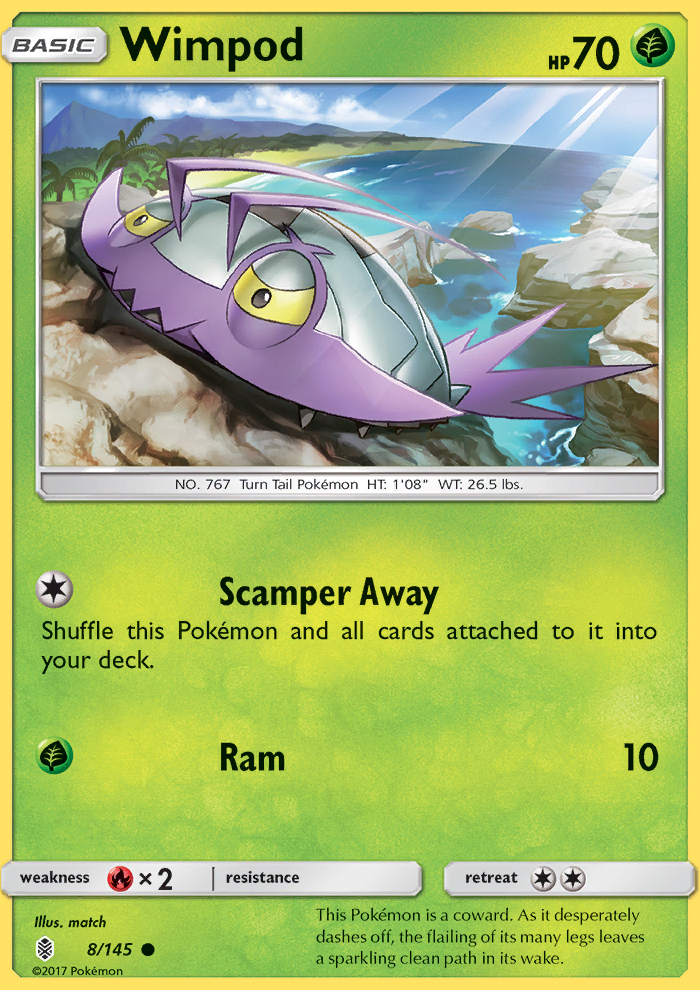 BASIC Wimpod HP 70
NO. 767 Turn Tail Pokémon HT: 1'08" WT: 26.5 lbs.
Scamper Away
Shuffle this Pokémon and all cards attached to it into
your deck.
Ram 10
weakness × 2 resistance retreat
Illus. match
8/145
©2017 Pokémon
This Pokémon is a coward. As it desperately
dashes off, the flailing of its many legs leaves
a sparkling clean path in its wake.